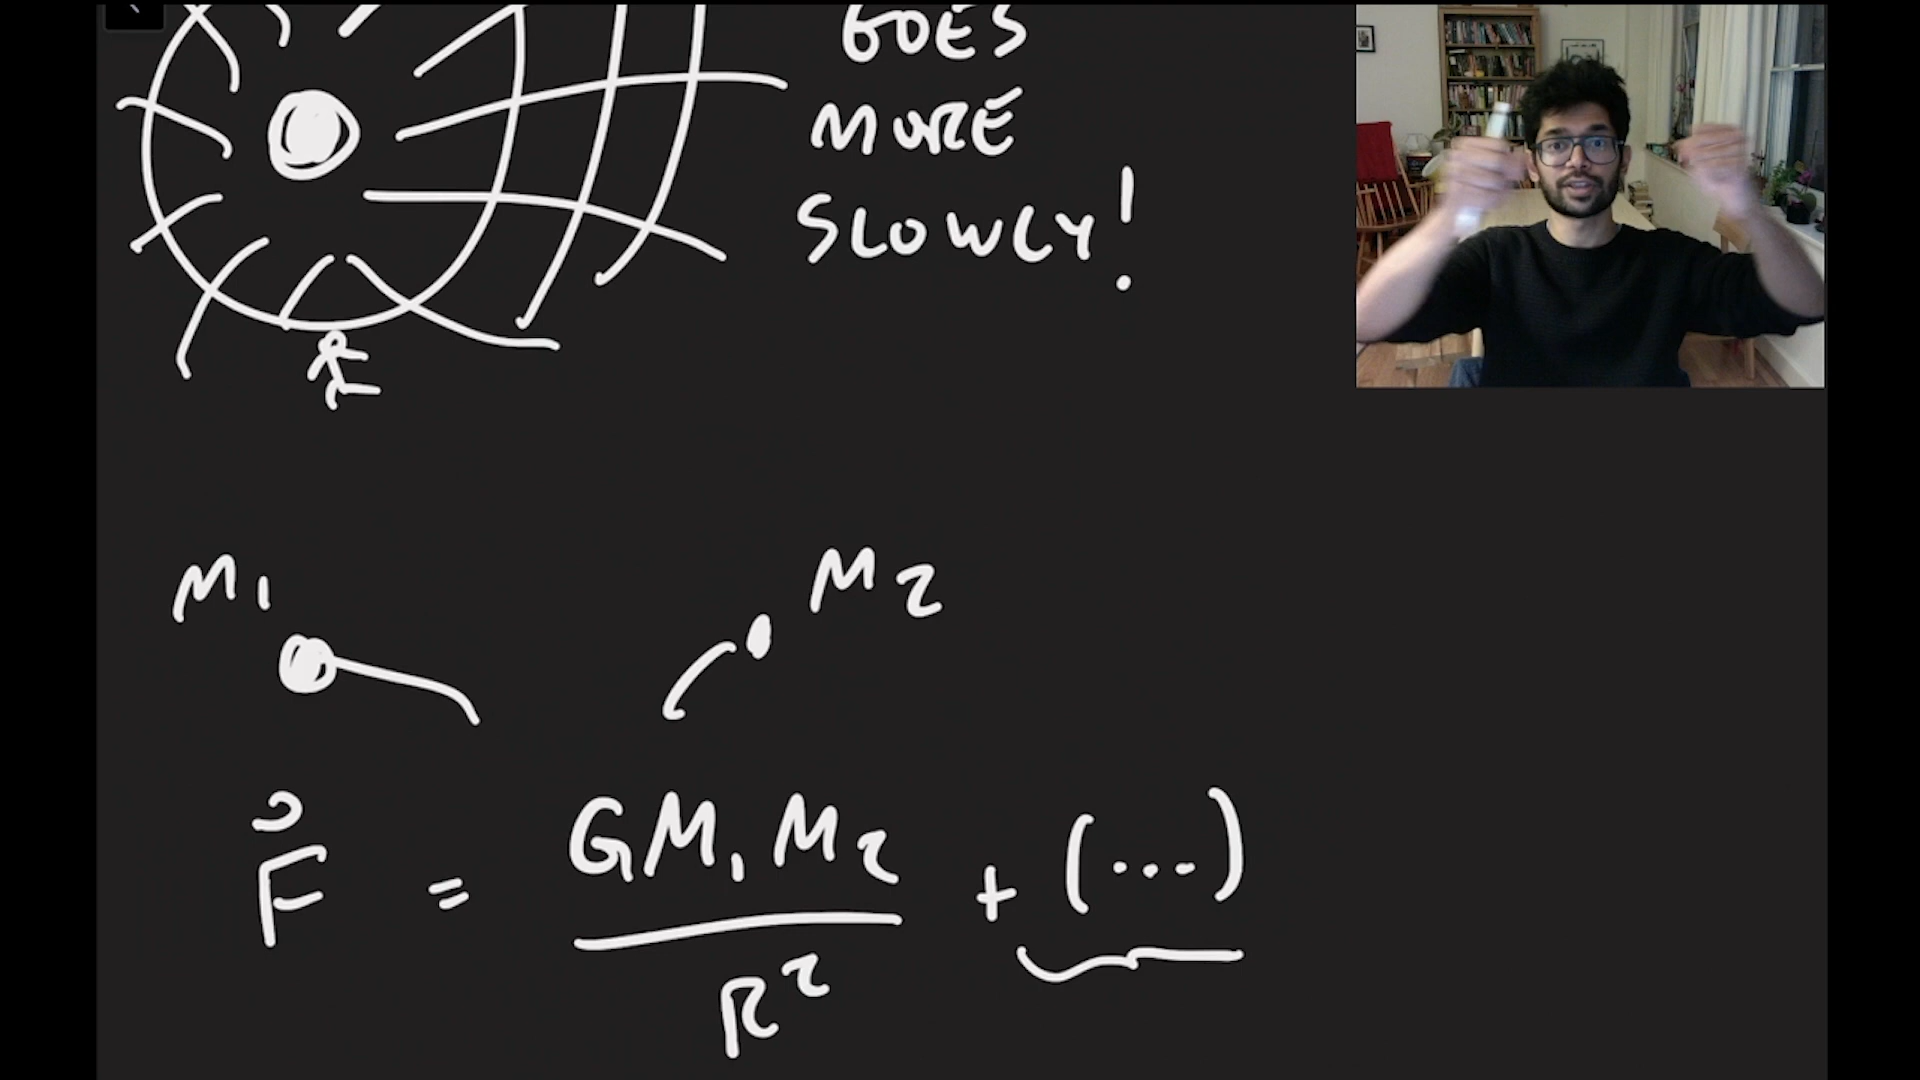 GOES
MORE
SLOWLY!
M1
M2
F = GM1M2 / R² + (...)